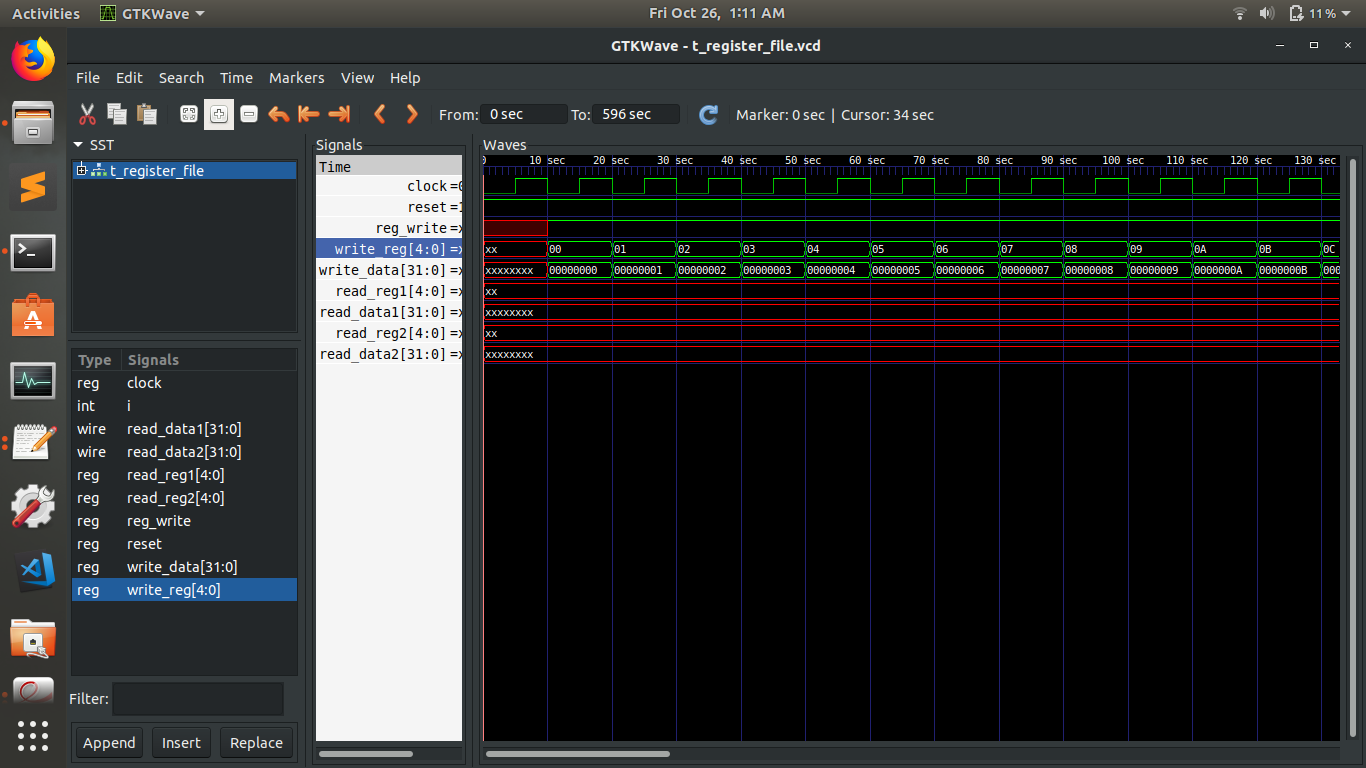 Activities GTKWave Fri Oct 26, 1:11 AM 11%
GTKWave - t_register_file.vcd
File Edit Search Time Markers View Help
From: 0 sec To: 596 sec Marker: 0 sec | Cursor: 34 sec
SST
t_register_file
Type Signals
reg clock
int i
wire read_data1[31:0]
wire read_data2[31:0]
reg read_reg1[4:0]
reg read_reg2[4:0]
reg reg_write
reg reset
reg write_data[31:0]
reg write_reg[4:0]
Filter:
Append Insert Replace
Signals
Time
clock=0
reset=1
reg_write=x
write_reg[4:0]=x
write_data[31:0]=x
read_reg1[4:0]=x
read_data1[31:0]=x
read_reg2[4:0]=x
read_data2[31:0]=x
Waves
0 10 sec 20 sec 30 sec 40 sec 50 sec 60 sec 70 sec 80 sec 90 sec 100 sec 110 sec 120 sec 130 sec
xx 00 01 02 03 04 05 06 07 08 09 0A 0B 0C
xxxxxxxx 00000000 00000001 00000002 00000003 00000004 00000005 00000006 00000007 00000008 00000009 0000000A 0000000B 000
xx
xxxxxxxx
xx
xxxxxxxx